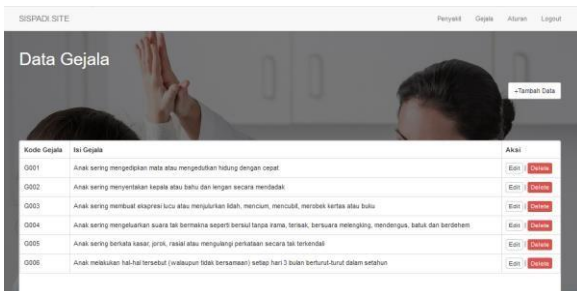 SISPADI.SITE
Penyakit Gejala Aturan Logout
Data Gejala
+Tambah Data
Kode Gejala Isi Gejala Aksi
G001 Anak sering mengedipkan mata atau mengedutkan hidung dengan cepat Edit | Delete
G002 Anak sering menyentakan kepala atau bahu dan lengan secara mendadak Edit | Delete
G003 Anak sering membuat ekspresi lucu atau menjulurkan lidah, mencium, mencubit, merobek kertas atau buku Edit | Delete
G004 Anak sering mengeluarkan suara tak bermakna seperti bersiul tanpa irama, terisak, bersuara melengking, mendengus, batuk dan berdehem Edit | Delete
G005 Anak sering berkata kasar, jorok, rasial atau mengulangi perkataan secara tak terkendali Edit | Delete
G006 Anak melakukan hal-hal tersebut (walaupun tidak bersamaan) setiap hari 3 bulan berturut-turut dalam setahun Edit | Delete